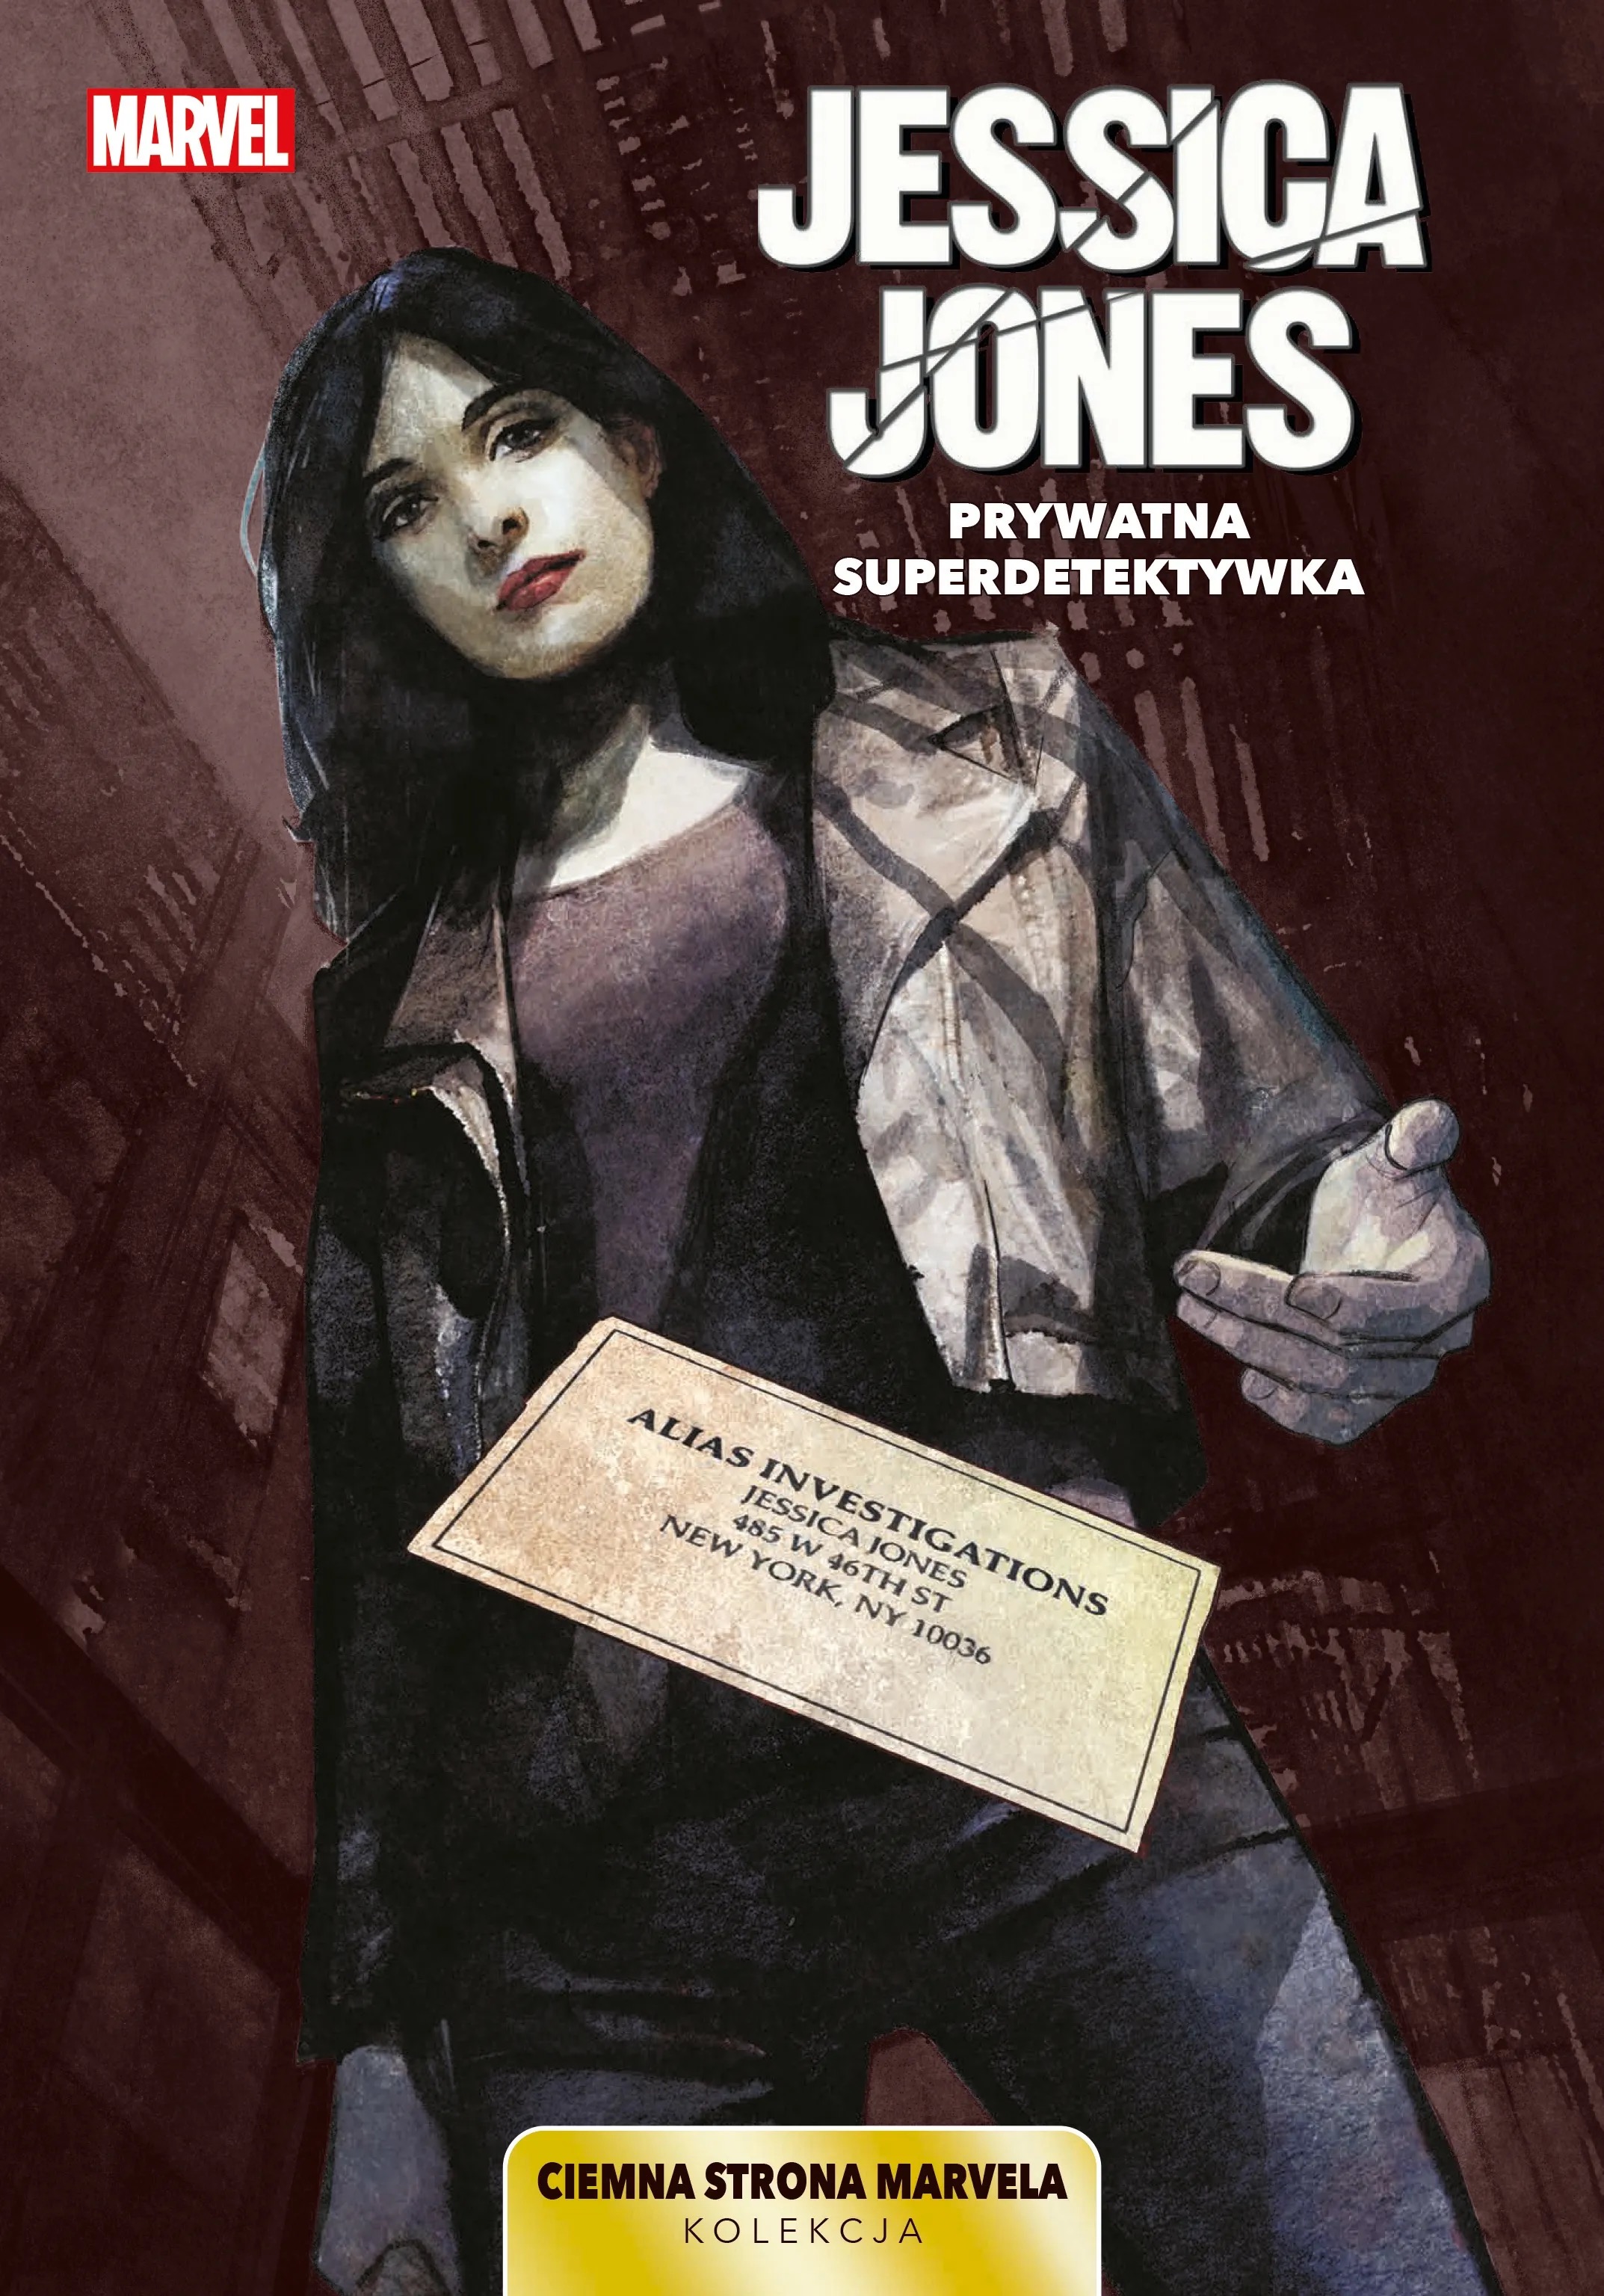 MARVEL
JESSICA
JONES
PRYWATNA
SUPERDETEKTYWKA
ALIAS INVESTIGATIONS
JESSICA JONES
485 W 46TH ST
NEW YORK, NY 10036
CIEMNA STRONA MARVELA
KOLEKCJA